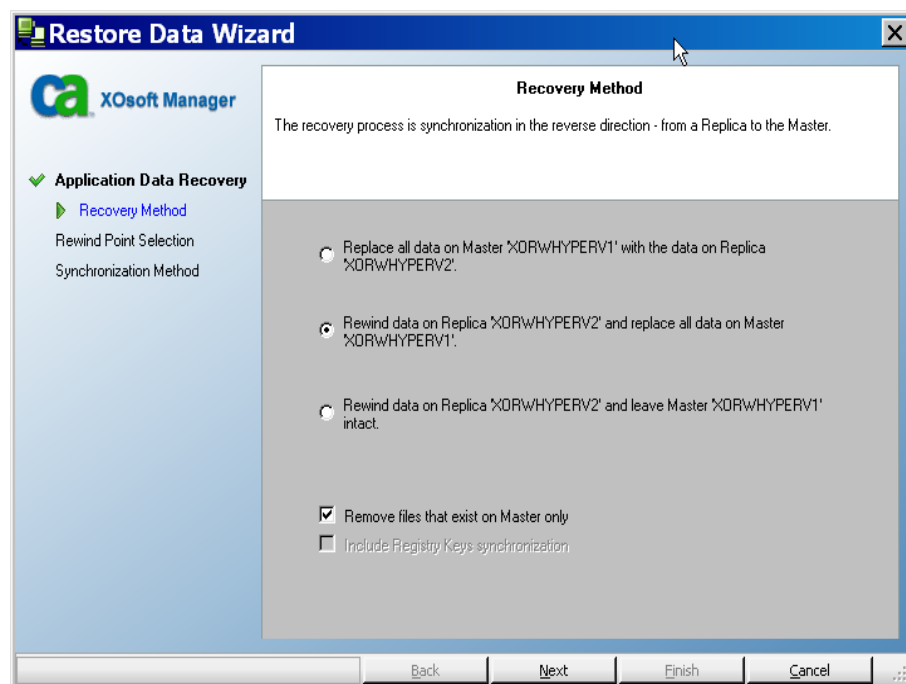 Restore Data Wizard
ca
XOsoft Manager
Application Data Recovery
Recovery Method
Rewind Point Selection
Synchronization Method
Recovery Method
The recovery process is synchronization in the reverse direction - from a Replica to the Master.
Replace all data on Master 'XORWHYPERV1' with the data on Replica
'XORWHYPERV2'.
Rewind data on Replica 'XORWHYPERV2' and replace all data on Master
'XORWHYPERV1'.
Rewind data on Replica 'XORWHYPERV2' and leave Master 'XORWHYPERV1'
intact.
Remove files that exist on Master only
Include Registry Keys synchronization
Back Next Finish Cancel